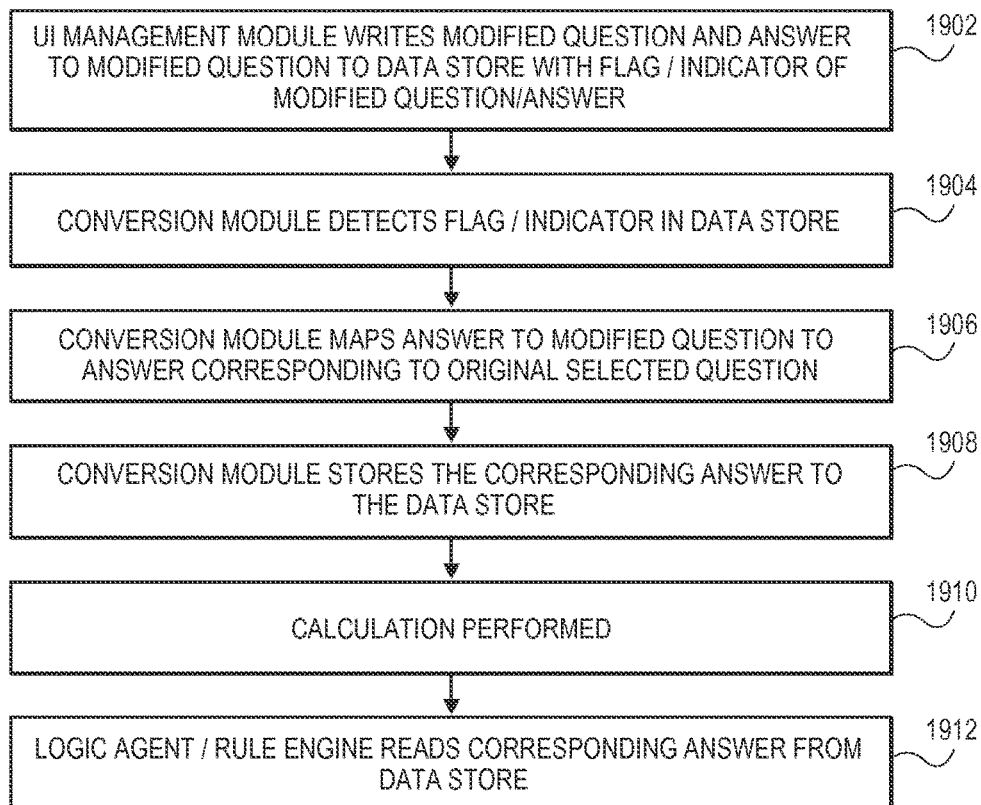 UI MANAGEMENT MODULE WRITES MODIFIED QUESTION AND ANSWER
TO MODIFIED QUESTION TO DATA STORE WITH FLAG / INDICATOR OF
MODIFIED QUESTION/ANSWER
1902
CONVERSION MODULE DETECTS FLAG / INDICATOR IN DATA STORE
1904
CONVERSION MODULE MAPS ANSWER TO MODIFIED QUESTION TO
ANSWER CORRESPONDING TO ORIGINAL SELECTED QUESTION
1906
CONVERSION MODULE STORES THE CORRESPONDING ANSWER TO
THE DATA STORE
1908
CALCULATION PERFORMED
1910
LOGIC AGENT / RULE ENGINE READS CORRESPONDING ANSWER FROM
DATA STORE
1912